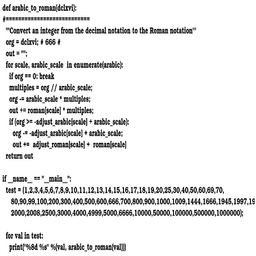 def arabic_to_roman(dclxvi):
#===========================
'''Convert an integer from the decimal notation to the Roman notation'''
org = dclxvi; # 666 #
out = "";
for scale, arabic_scale in enumerate(arabic):
if org == 0: break
multiples = org // arabic_scale;
org -= arabic_scale * multiples;
out += roman[scale] * multiples;
if (org >= -adjust_arabic[scale] + arabic_scale):
org -= -adjust_arabic[scale] + arabic_scale;
out += adjust_roman[scale] + roman[scale]
return out
if __name__ == "__main__":
test = (1,2,3,4,5,6,7,8,9,10,11,12,13,14,15,16,17,18,19,20,25,30,40,50,60,69,70,
80,90,99,100,200,300,400,500,600,666,700,800,900,1000,1009,1444,1666,1945,1997,19
2000,2008,2500,3000,4000,4999,5000,6666,10000,50000,100000,500000,1000000);
for val in test:
print("%8d %s" %(val, arabic_to_roman(val)))